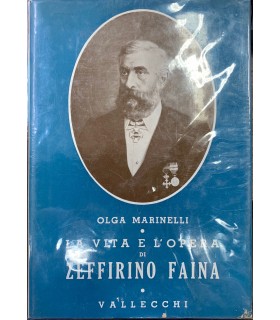 OLGA MARINELLI
LA VITA E L'OPERA
DI
ZEFFIRINO FAINA
VALLECCHI